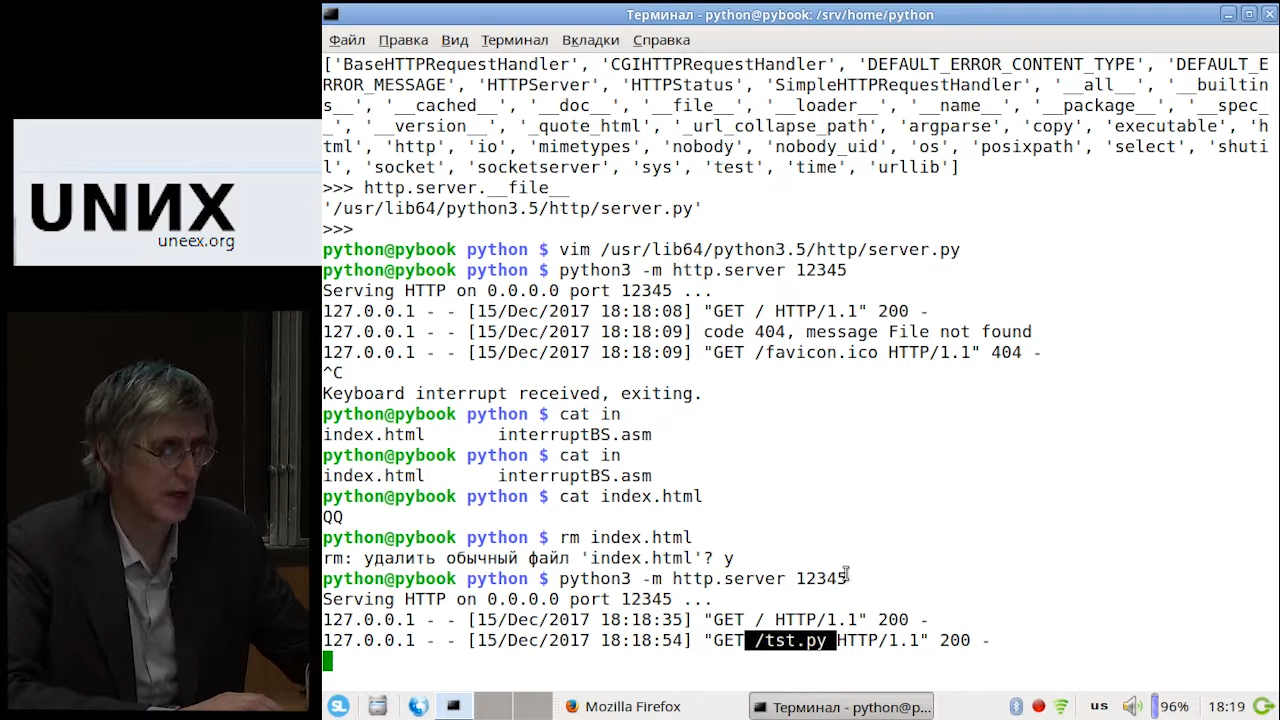 Терминал - python@pybook: /srv/home/python
Файл Правка Вид Терминал Вкладки Справка
['BaseHTTPRequestHandler', 'CGIHTTPRequestHandler', 'DEFAULT_ERROR_CONTENT_TYPE', 'DEFAULT_E
RROR_MESSAGE', 'HTTPServer', 'HTTPStatus', 'SimpleHTTPRequestHandler', '__all__', '__builtin
s__', '__cached__', '__doc__', '__file__', '__loader__', '__name__', '__package__', '__spec_
_', '__version__', '_quote_html', '_url_collapse_path', 'argparse', 'copy', 'executable', 'h
tml', 'http', 'io', 'mimetypes', 'nobody', 'nobody_uid', 'os', 'posixpath', 'select', 'shuti
l', 'socket', 'socketserver', 'sys', 'test', 'time', 'urllib']
>>> http.server.__file__
'/usr/lib64/python3.5/http/server.py'
>>>
python@pybook python $ vim /usr/lib64/python3.5/http/server.py
python@pybook python $ python3 -m http.server 12345
Serving HTTP on 0.0.0.0 port 12345 ...
127.0.0.1 - - [15/Dec/2017 18:18:08] "GET / HTTP/1.1" 200 -
127.0.0.1 - - [15/Dec/2017 18:18:09] code 404, message File not found
127.0.0.1 - - [15/Dec/2017 18:18:09] "GET /favicon.ico HTTP/1.1" 404 -
^C
Keyboard interrupt received, exiting.
python@pybook python $ cat in
index.html interruptBS.asm
python@pybook python $ cat in
index.html interruptBS.asm
python@pybook python $ cat index.html
QQ
python@pybook python $ rm index.html
rm: удалить обычный файл 'index.html'? y
python@pybook python $ python3 -m http.server 12345
Serving HTTP on 0.0.0.0 port 12345 ...
127.0.0.1 - - [15/Dec/2017 18:18:35] "GET / HTTP/1.1" 200 -
127.0.0.1 - - [15/Dec/2017 18:18:54] "GET /tst.py HTTP/1.1" 200 -
Mozilla Firefox Терминал - python@p... us 96% 18:19
UNИX
uneex.org